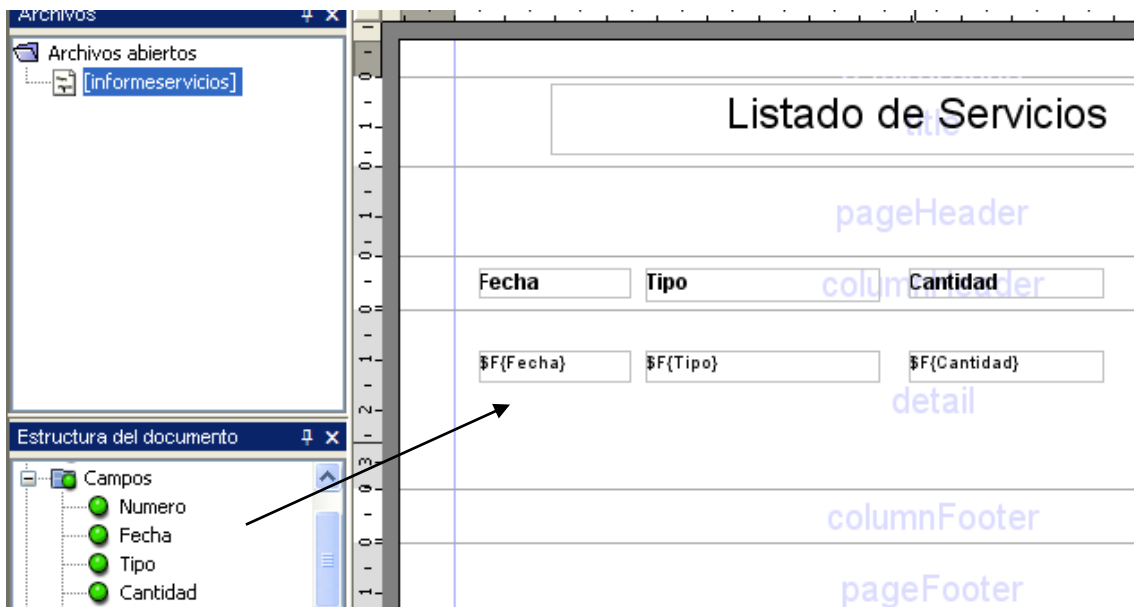 Archivos
Archivos abiertos
[informeservicios]
Estructura del documento
Campos
Numero
Fecha
Tipo
Cantidad
Listado de Servicios
title
pageHeader
Fecha Tipo Cantidad
columnHeader
$F{Fecha} $F{Tipo} $F{Cantidad}
detail
columnFooter
pageFooter